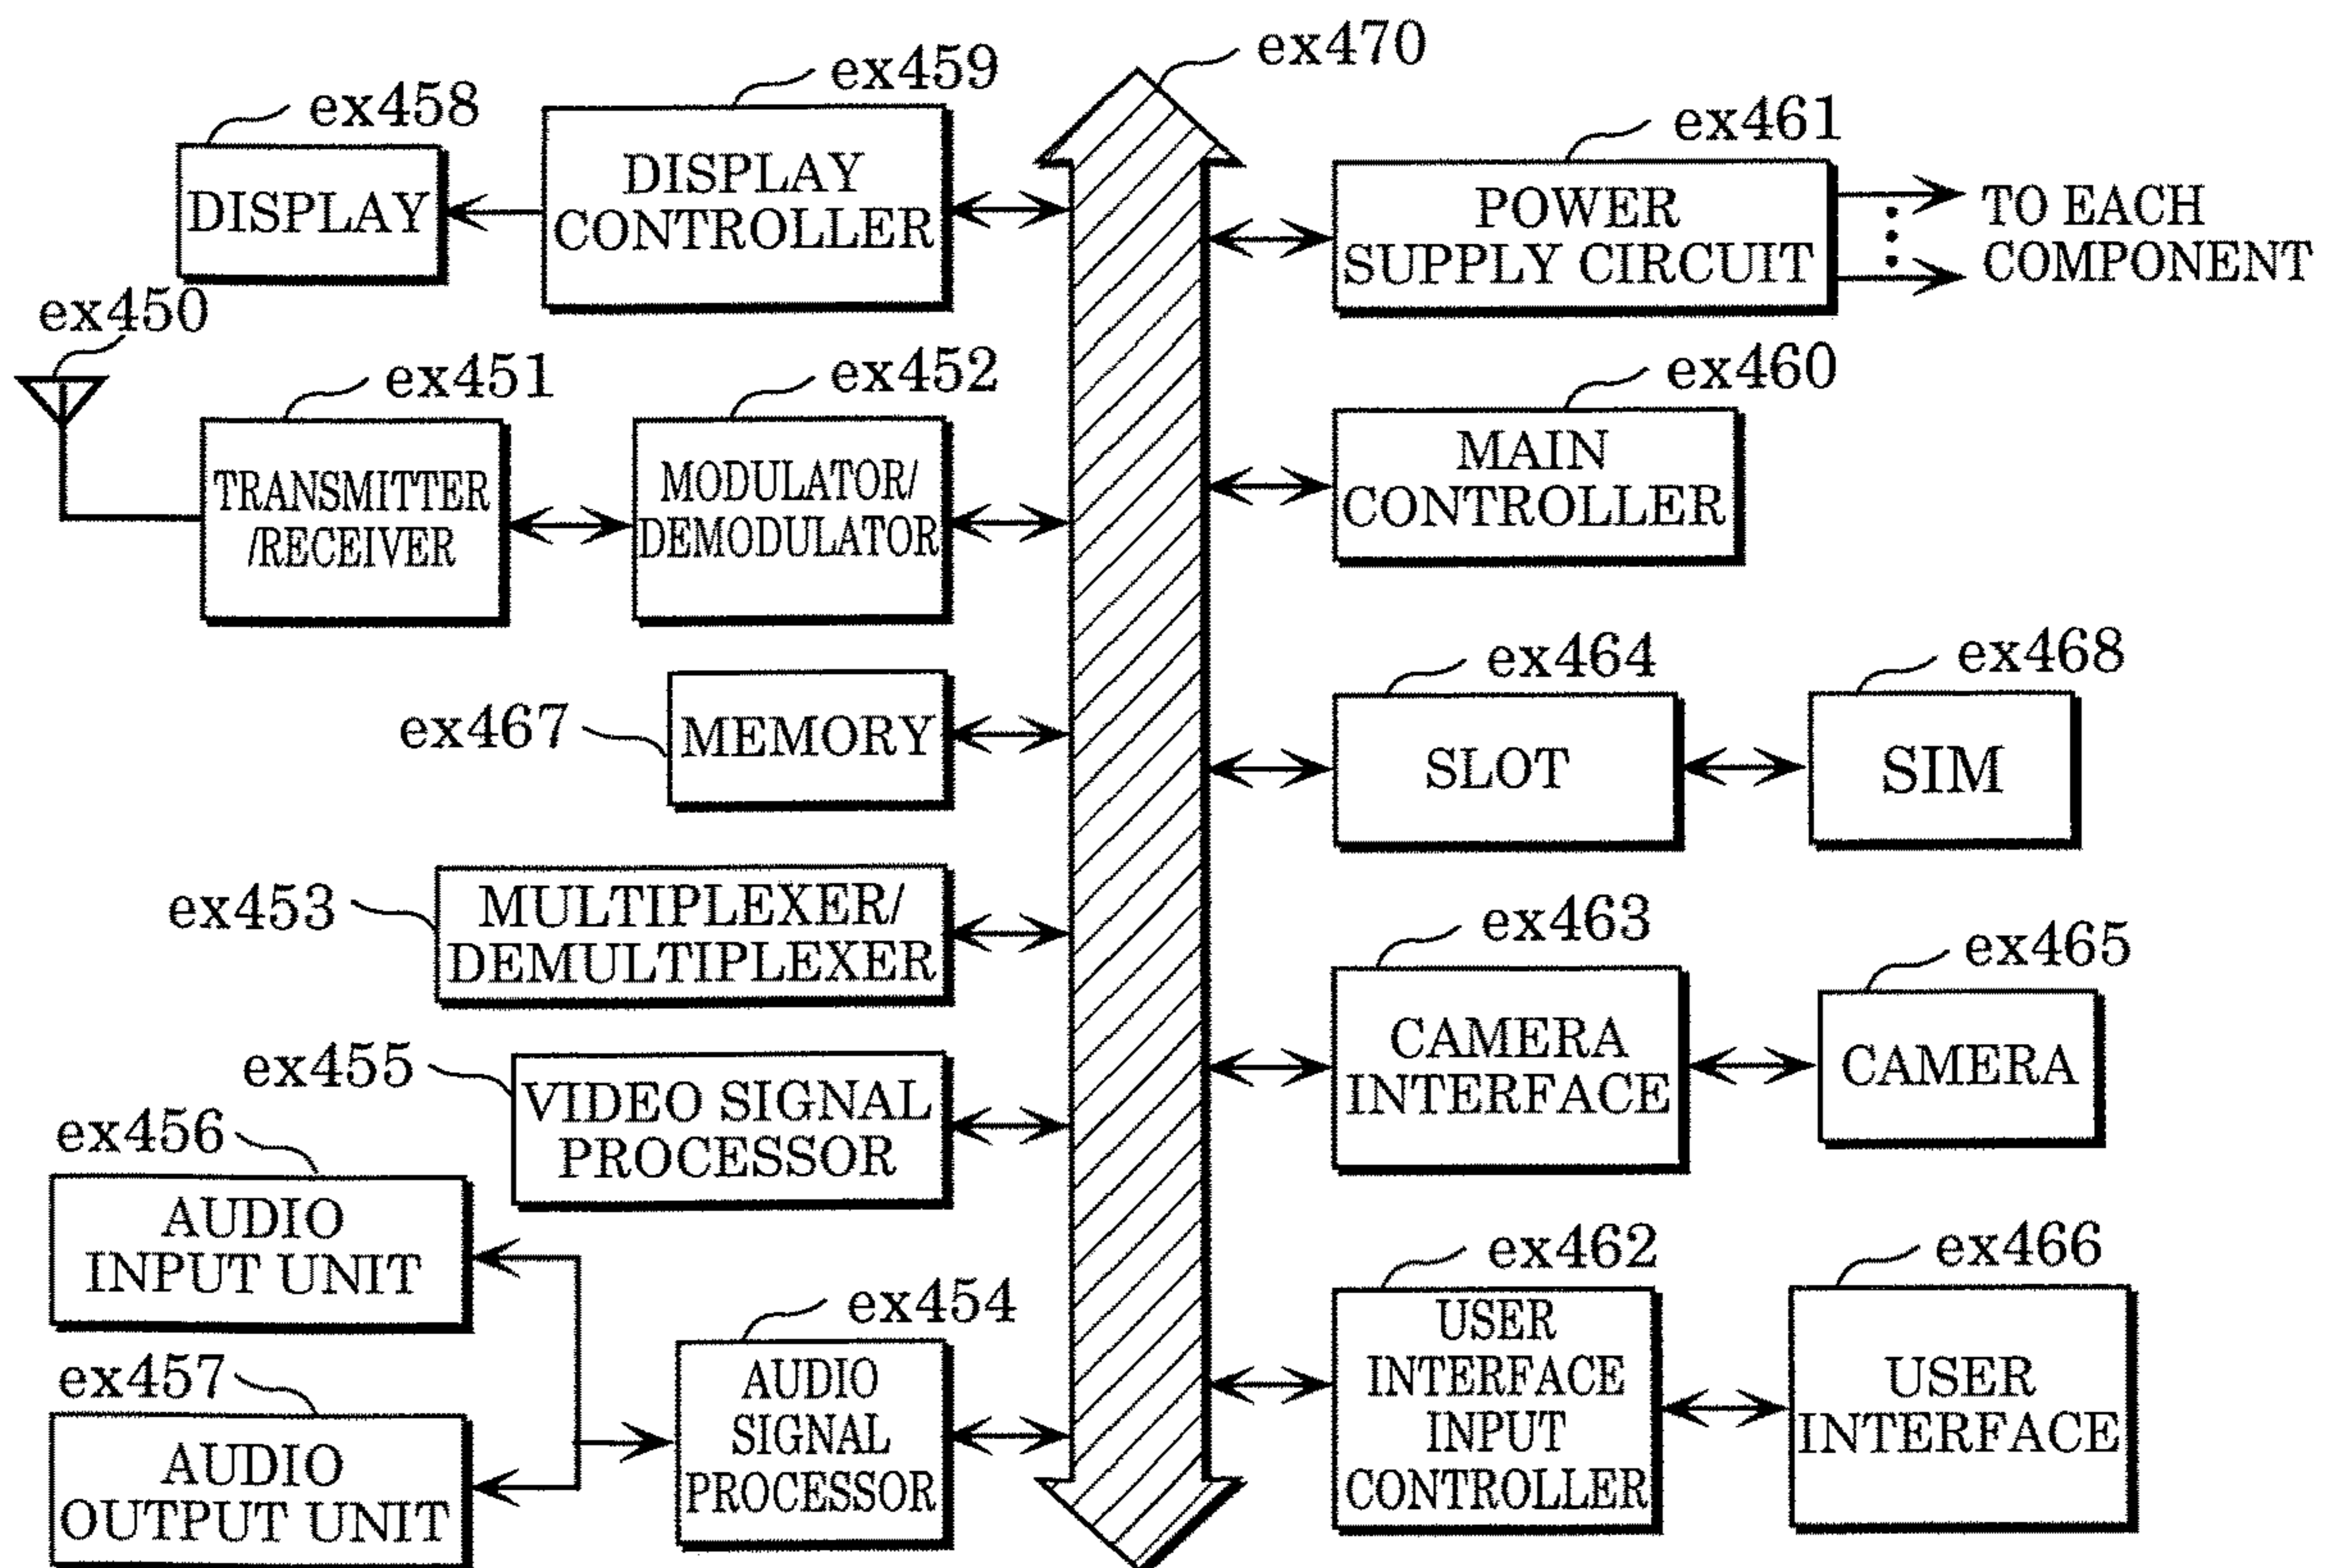 ex470
ex459
ex458
DISPLAY
CONTROLLER
DISPLAY
ex461
POWER
SUPPLY CIRCUIT
TO EACH
COMPONENT
ex450
ex451
TRANSMITTER
/RECEIVER
ex452
MODULATOR/
DEMODULATOR
ex460
MAIN
CONTROLLER
ex467
MEMORY
ex464
SLOT
ex468
SIM
ex453
MULTIPLEXER/
DEMULTIPLEXER
ex463
CAMERA
INTERFACE
ex465
CAMERA
ex455
VIDEO SIGNAL
PROCESSOR
ex456
AUDIO
INPUT UNIT
ex457
AUDIO
OUTPUT UNIT
ex454
AUDIO
SIGNAL
PROCESSOR
ex462
USER
INTERFACE
INPUT
CONTROLLER
ex466
USER
INTERFACE